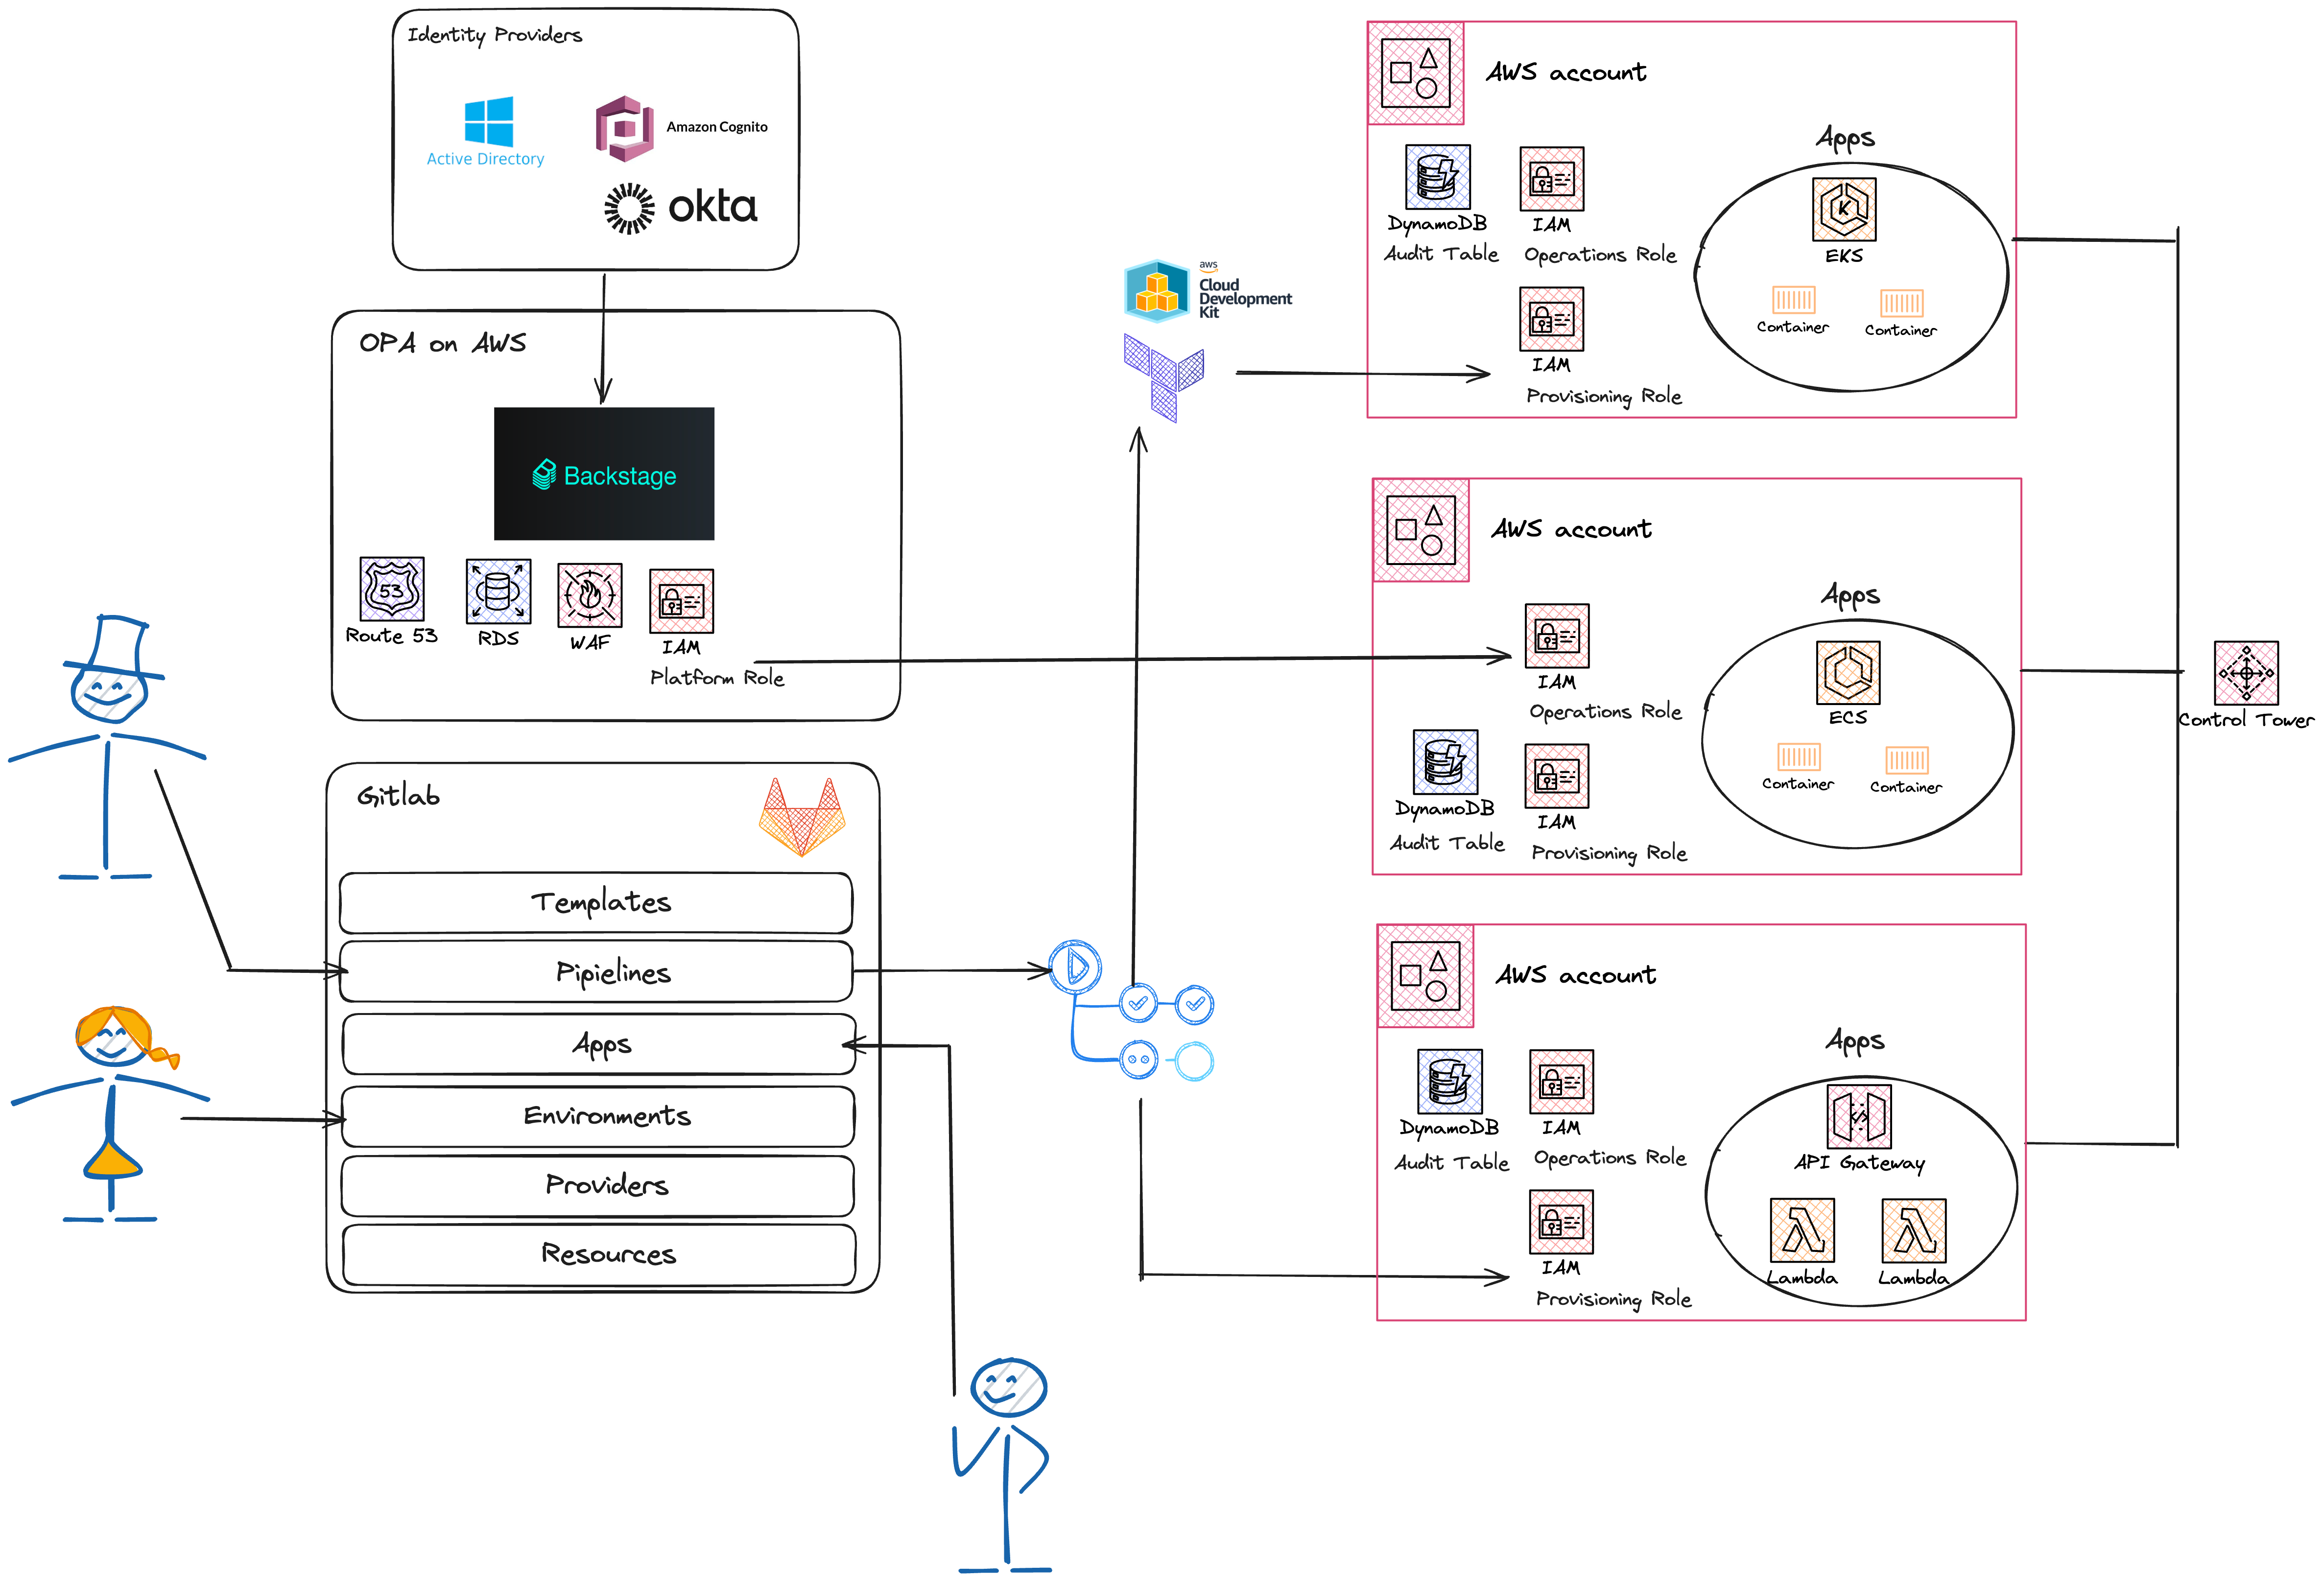 Identity Providers
Active Directory
Amazon Cognito
okta
OPA on AWS
Backstage
53
Route 53
RDS
WAF
IAM
Platform Role
Gitlab
Templates
Pipielines
Apps
Environments
Providers
Resources
aws
Cloud
Development
Kit
AWS account
DynamoDB
Audit Table
IAM
Operations Role
IAM
Provisioning Role
Apps
K
EKS
Container
Container
AWS account
IAM
Operations Role
DynamoDB
Audit Table
IAM
Provisioning Role
Apps
ECS
Container
Container
AWS account
DynamoDB
Audit Table
IAM
Operations Role
IAM
Provisioning Role
Apps
</>
API Gateway
Lambda
Lambda
Control Tower